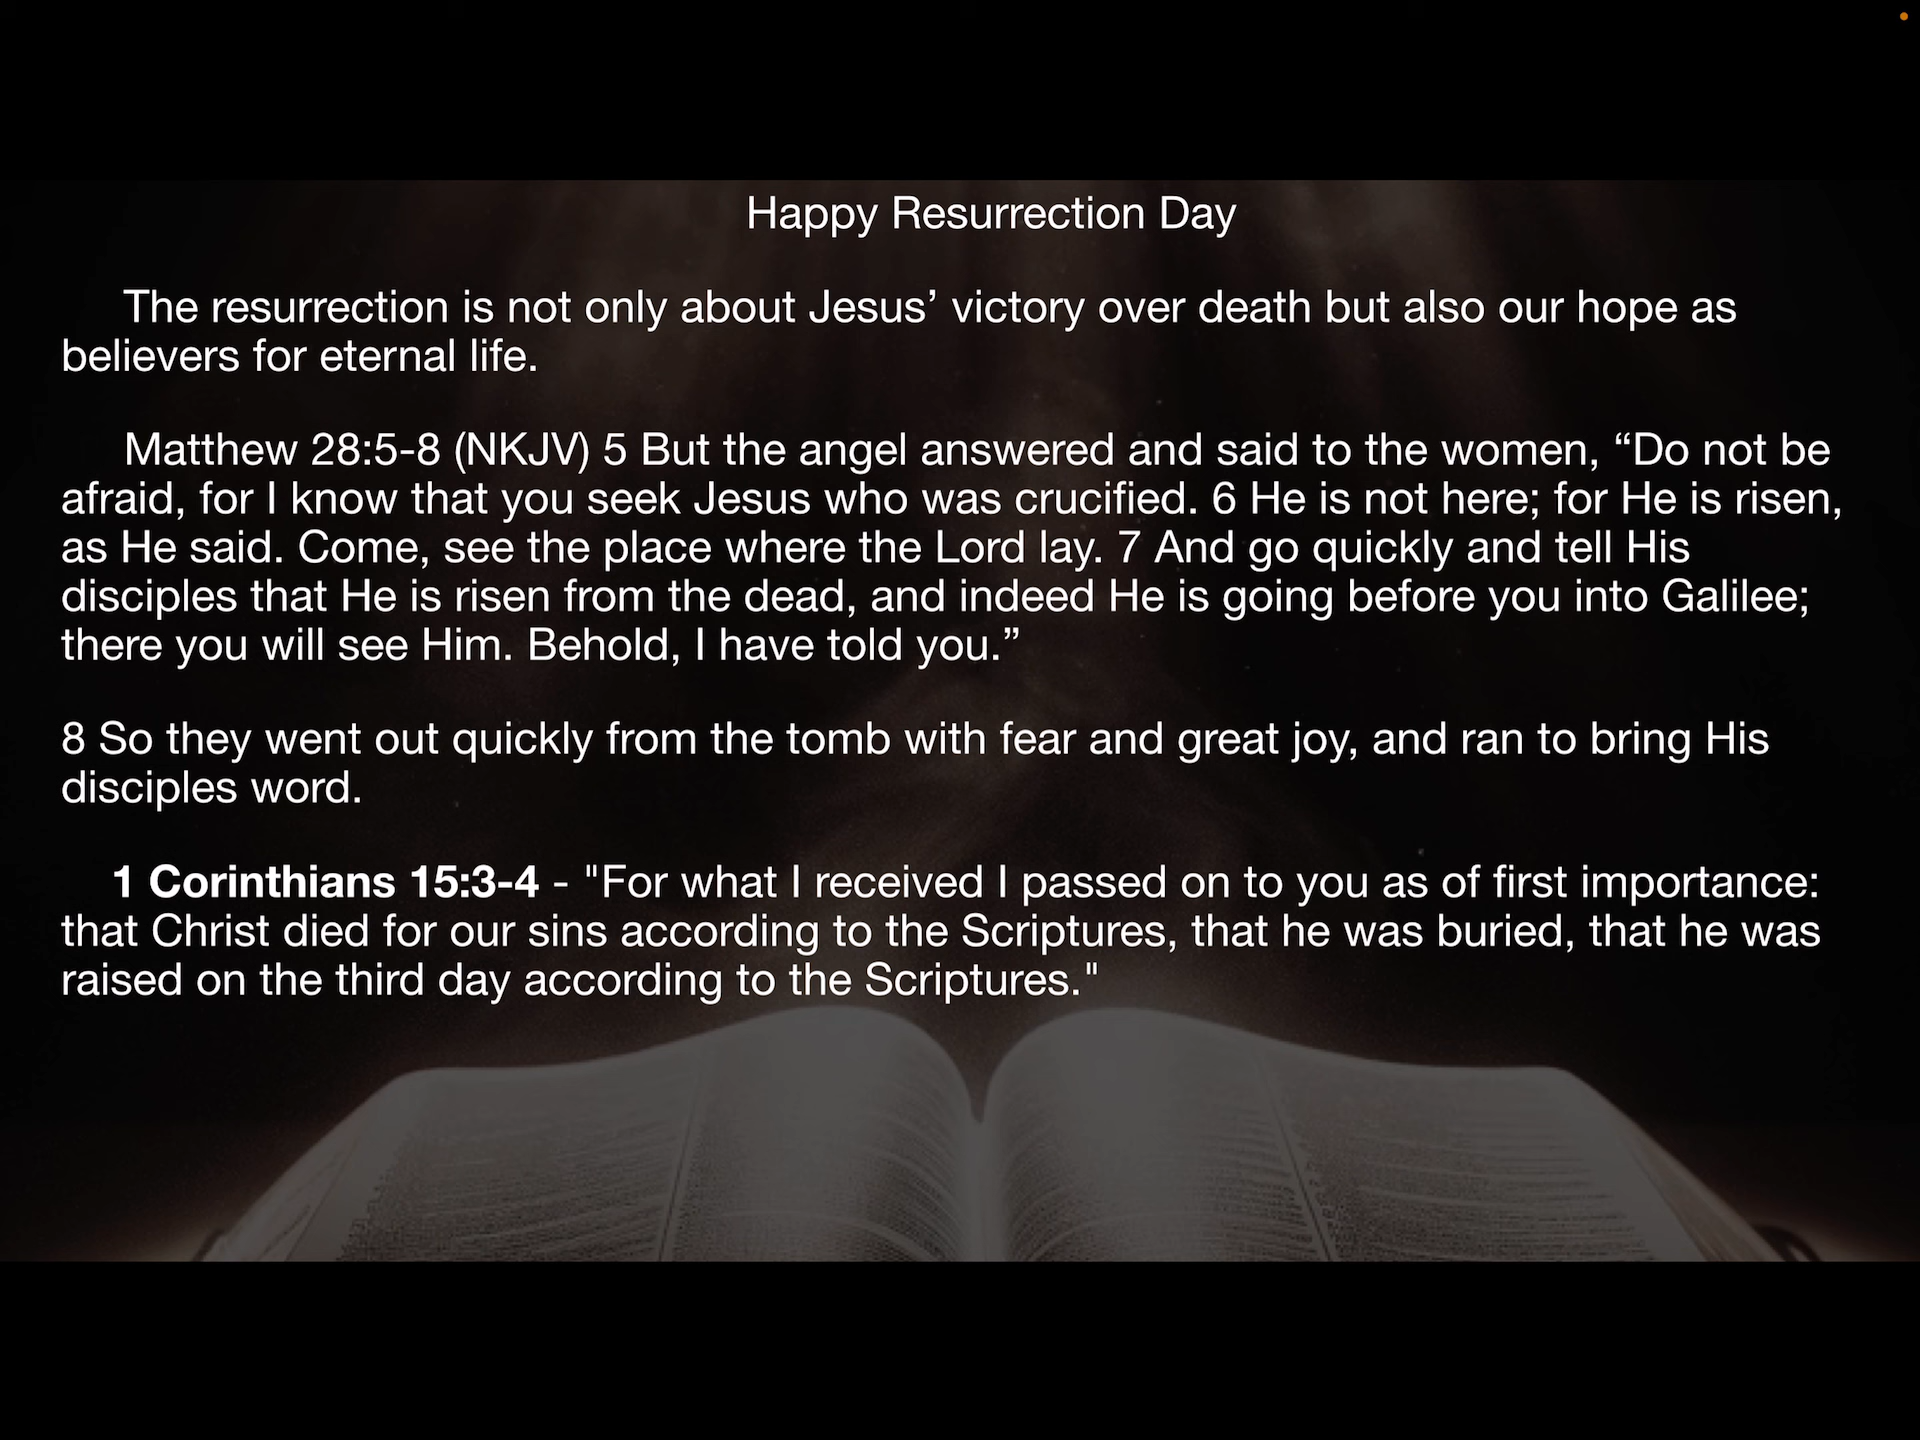 Happy Resurrection Day
The resurrection is not only about Jesus’ victory over death but also our hope as
believers for eternal life.
Matthew 28:5-8 (NKJV) 5 But the angel answered and said to the women, “Do not be
afraid, for I know that you seek Jesus who was crucified. 6 He is not here; for He is risen,
as He said. Come, see the place where the Lord lay. 7 And go quickly and tell His
disciples that He is risen from the dead, and indeed He is going before you into Galilee;
there you will see Him. Behold, I have told you.”
8 So they went out quickly from the tomb with fear and great joy, and ran to bring His
disciples word.
1 Corinthians 15:3-4 - "For what I received I passed on to you as of first importance:
that Christ died for our sins according to the Scriptures, that he was buried, that he was
raised on the third day according to the Scriptures."